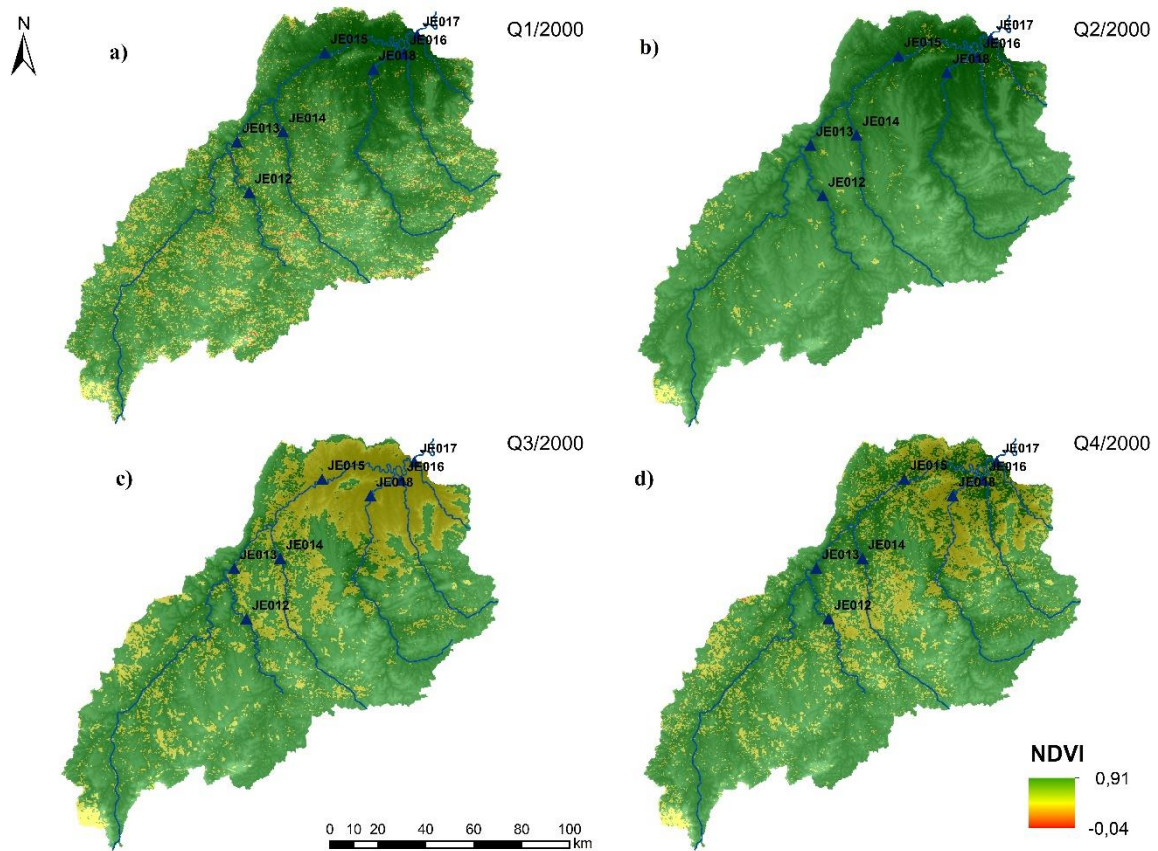 N
a)
Q1/2000
JE017
JE016
JE015
JE018
JE014
JE013
JE012
b)
Q2/2000
JE017
JE016
JE015
JE018
JE014
JE013
JE012
c)
Q3/2000
JE017
JE016
JE015
JE018
JE014
JE013
JE012
d)
Q4/2000
JE017
JE016
JE015
JE018
JE014
JE013
JE012
NDVI
0,91
-0,04
0 10 20 40 60 80 100
km